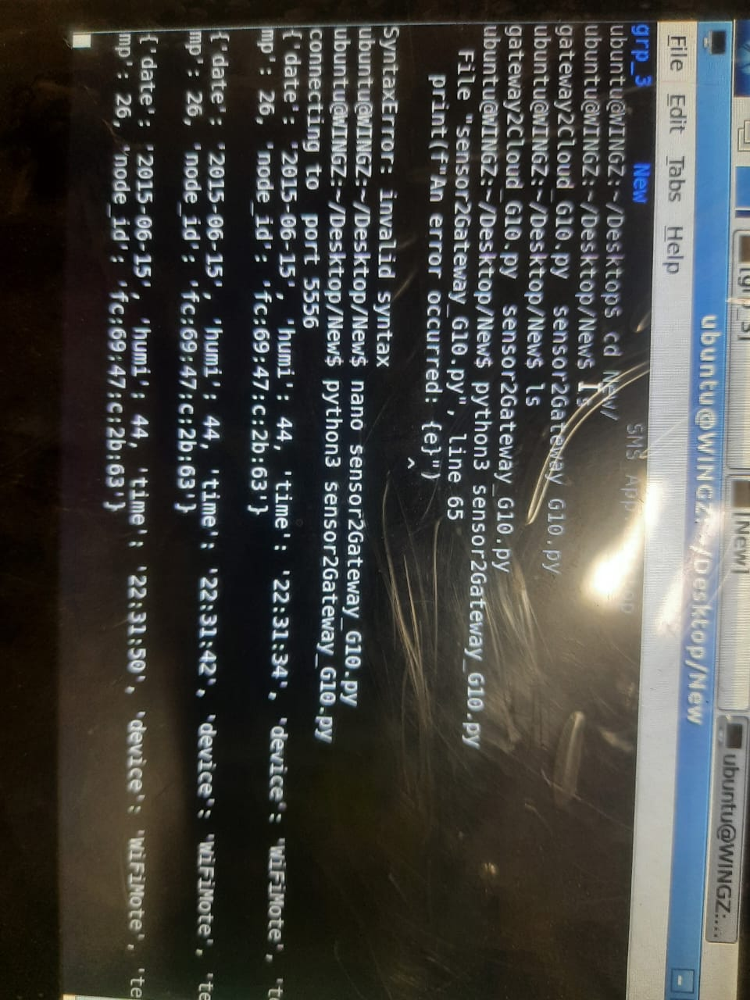 [grp_3]
[New]
ubuntu@WINGZ:...
ubuntu@WINGZ:~/Desktop/New
File Edit Tabs Help
grp_3 New SMS_App
ubuntu@WINGZ:~/Desktop$ cd New/
ubuntu@WINGZ:~/Desktop/New$ ls
gateway2Cloud_G10.py sensor2Gateway_G10.py
ubuntu@WINGZ:~/Desktop/New$ ls
gateway2Cloud_G10.py sensor2Gateway_G10.py
ubuntu@WINGZ:~/Desktop/New$ python3 sensor2Gateway_G10.py
File "sensor2Gateway_G10.py", line 65
print(f"An error occurred: {e}")
^
SyntaxError: invalid syntax
ubuntu@WINGZ:~/Desktop/New$ nano sensor2Gateway_G10.py
ubuntu@WINGZ:~/Desktop/New$ python3 sensor2Gateway_G10.py
connecting to port 5556
{'date': '2015-06-15', 'humi': 44, 'time': '22:31:34', 'device': 'WiFiMote', 'te
mp': 26, 'node_id': 'fc:69:47:c:2b:63'}
{'date': '2015-06-15', 'humi': 44, 'time': '22:31:42', 'device': 'WiFiMote', 'te
mp': 26, 'node_id': 'fc:69:47:c:2b:63'}
{'date': '2015-06-15', 'humi': 44, 'time': '22:31:50', 'device': 'WiFiMote', 'te
mp': 26, 'node_id': 'fc:69:47:c:2b:63'}